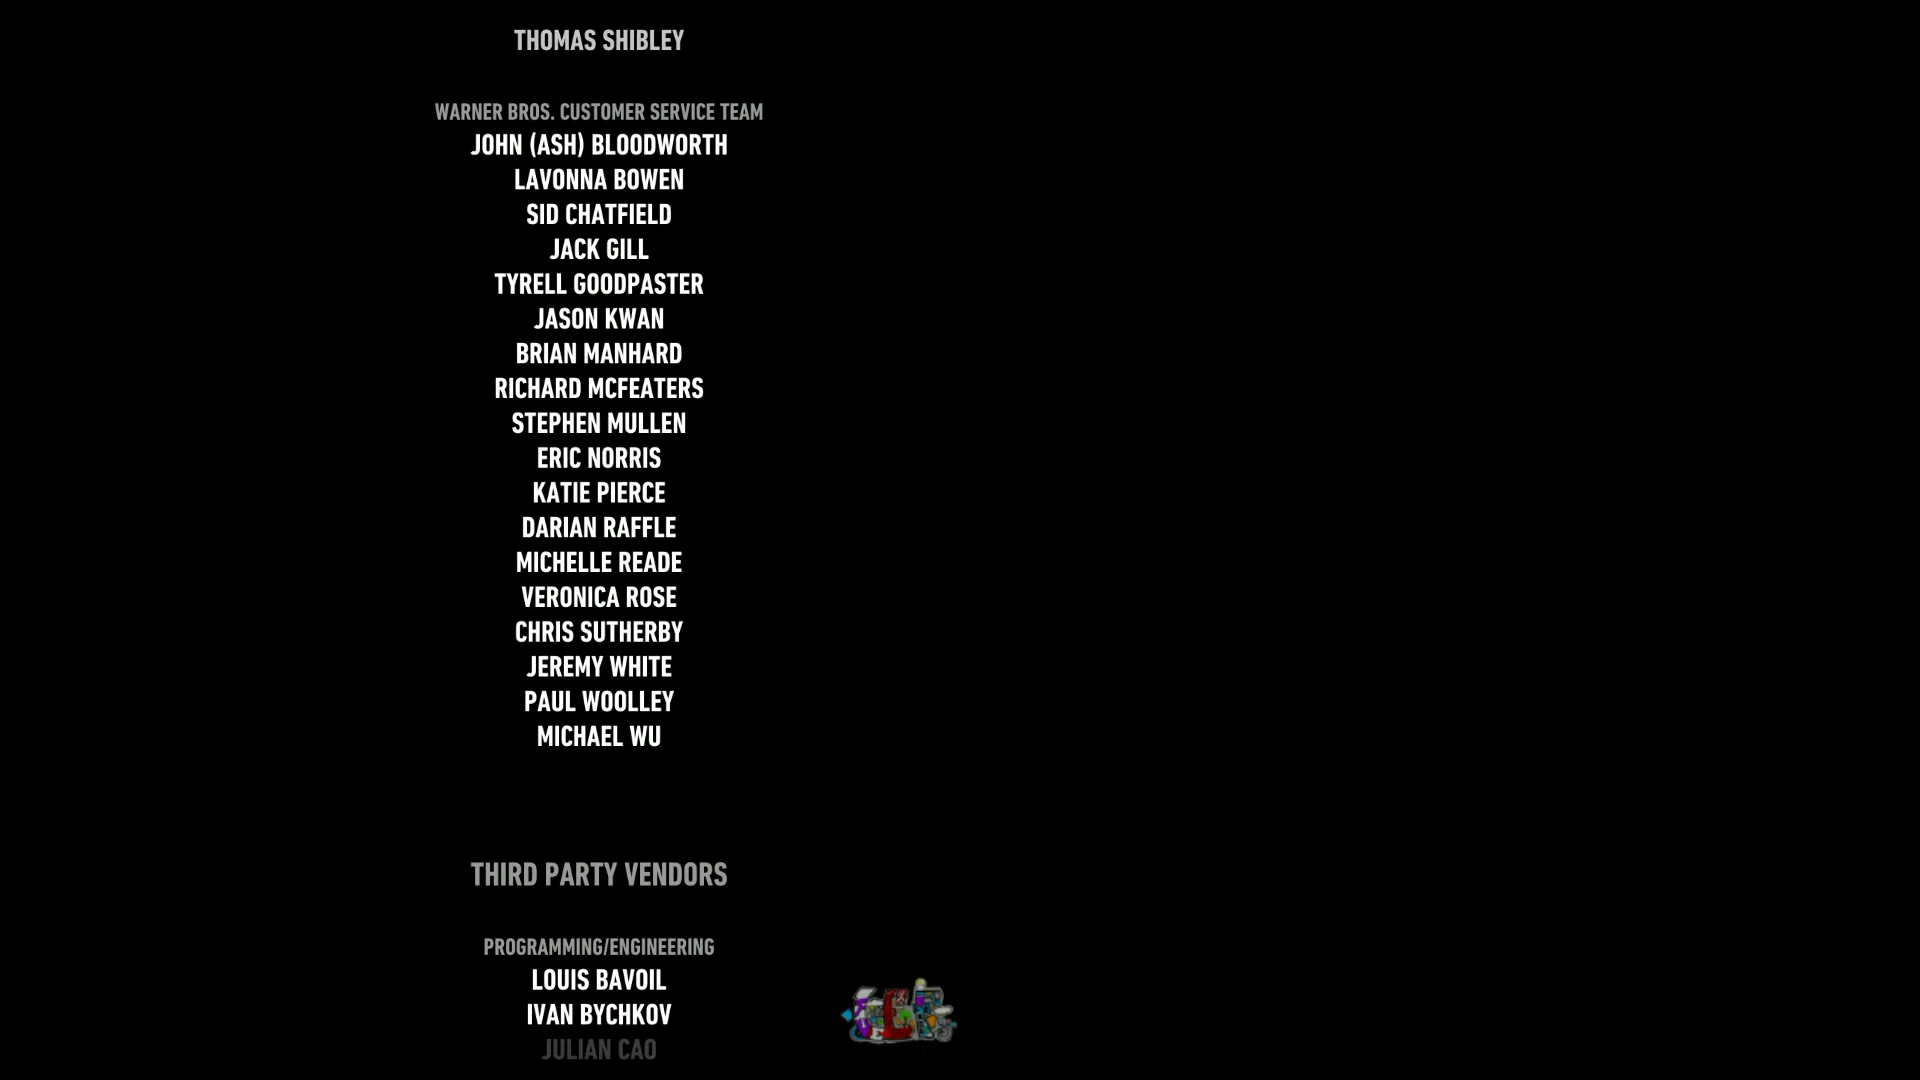 THOMAS SHIBLEY
WARNER BROS. CUSTOMER SERVICE TEAM
JOHN (ASH) BLOODWORTH
LAVONNA BOWEN
SID CHATFIELD
JACK GILL
TYRELL GOODPASTER
JASON KWAN
BRIAN MANHARD
RICHARD MCFEATERS
STEPHEN MULLEN
ERIC NORRIS
KATIE PIERCE
DARIAN RAFFLE
MICHELLE READE
VERONICA ROSE
CHRIS SUTHERBY
JEREMY WHITE
PAUL WOOLLEY
MICHAEL WU
THIRD PARTY VENDORS
PROGRAMMING/ENGINEERING
LOUIS BAVOIL
IVAN BYCHKOV
JULIAN CAO